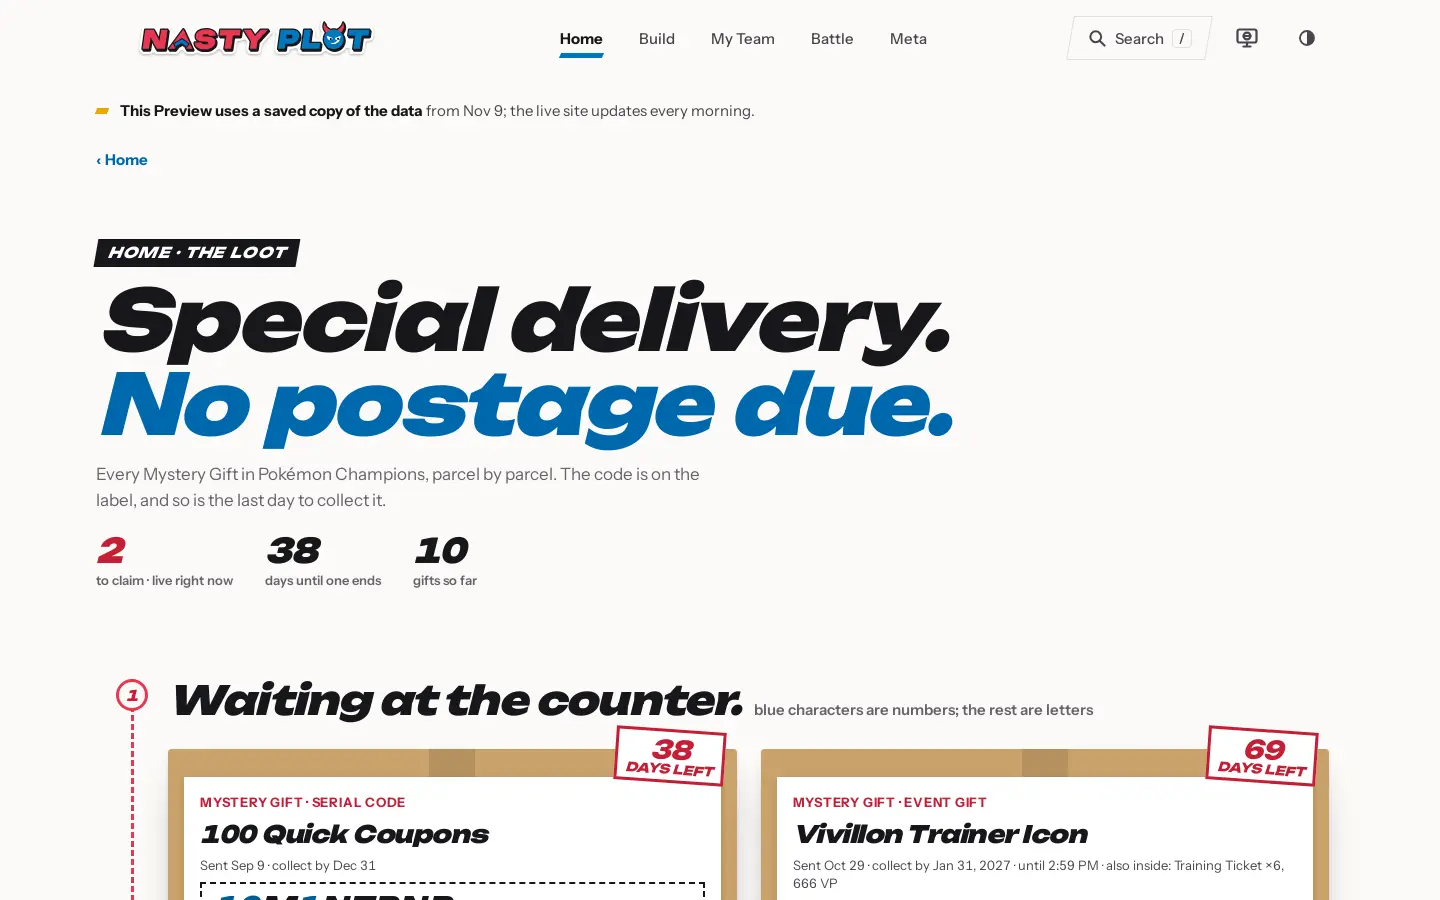 NASTY PLOT
Home
Build
My Team
Battle
Meta
Search /
This Preview uses a saved copy of the data from Nov 9; the live site updates every morning.
‹ Home
HOME · THE LOOT
Special delivery.
No postage due.
Every Mystery Gift in Pokémon Champions, parcel by parcel. The code is on the
label, and so is the last day to collect it.
2
to claim · live right now
38
days until one ends
10
gifts so far
1
Waiting at the counter. blue characters are numbers; the rest are letters
38
DAYS LEFT
MYSTERY GIFT · SERIAL CODE
100 Quick Coupons
Sent Sep 9 · collect by Dec 31
69
DAYS LEFT
MYSTERY GIFT · EVENT GIFT
Vivillon Trainer Icon
Sent Oct 29 · collect by Jan 31, 2027 · until 2:59 PM · also inside: Training Ticket ×6,
666 VP